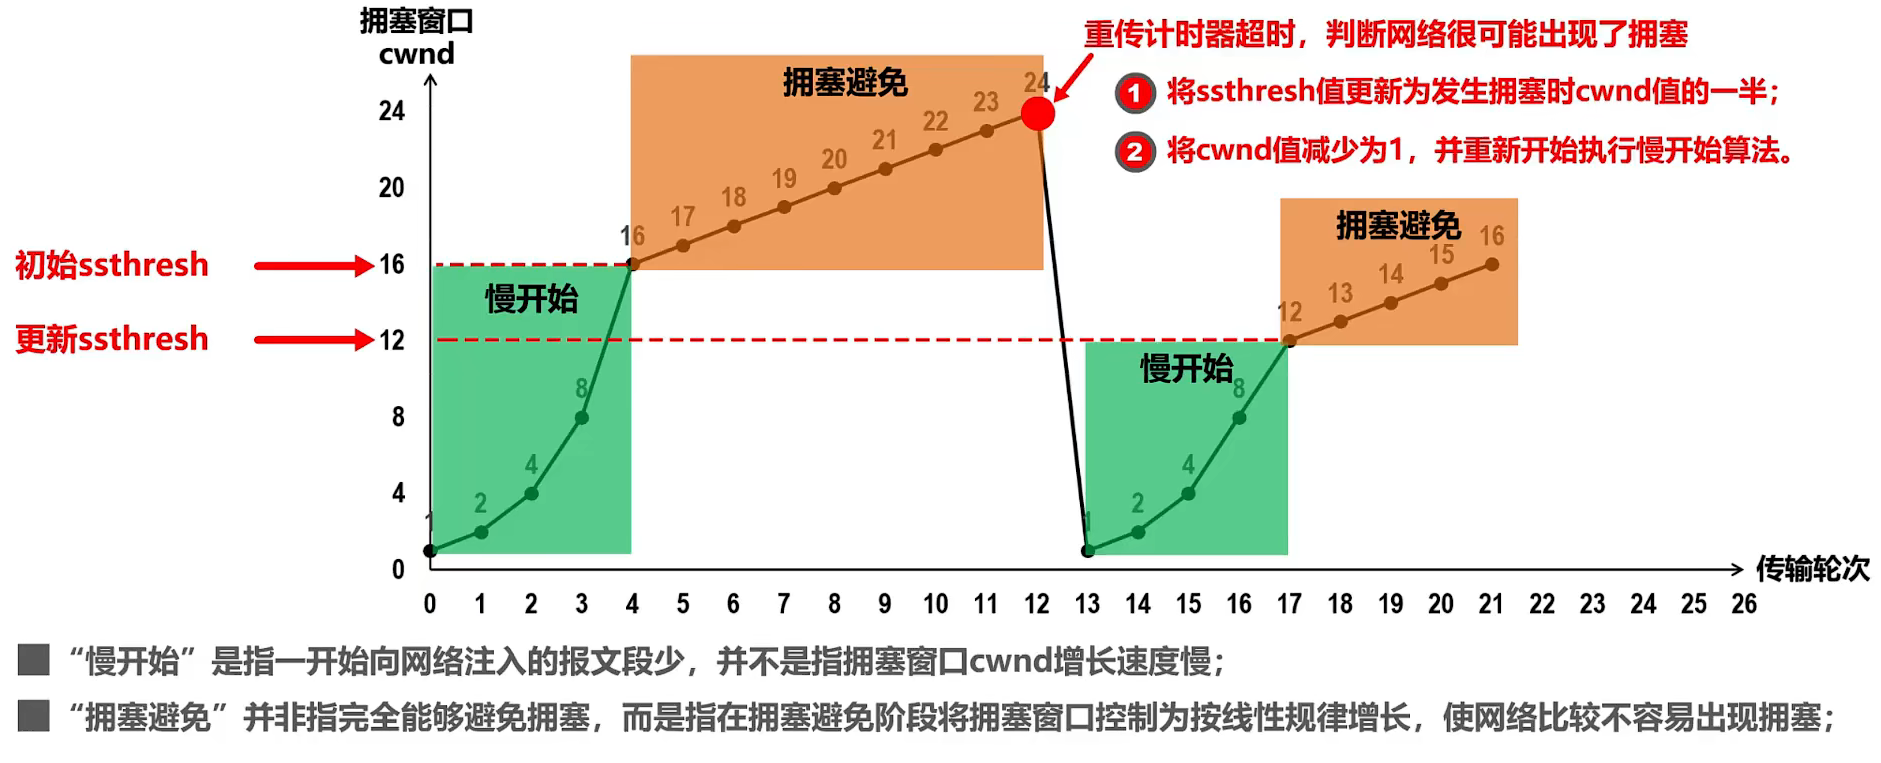 拥塞窗口
cwnd
重传计时器超时，判断网络很可能出现了拥塞
1 将ssthresh值更新为发生拥塞时cwnd值的一半；
2 将cwnd值减少为1，并重新开始执行慢开始算法。
拥塞避免
24
20
16
12
8
4
0
初始ssthresh
更新ssthresh
慢开始
1
2
4
8
16
17
18
19
20
21
22
23
24
慢开始
1
2
4
8
拥塞避免
12
13
14
15
16
0 1 2 3 4 5 6 7 8 9 10 11 12 13 14 15 16 17 18 19 20 21 22 23 24 25 26
传输轮次
“慢开始”是指一开始向网络注入的报文段少，并不是指拥塞窗口cwnd增长速度慢；
“拥塞避免”并非指完全能够避免拥塞，而是指在拥塞避免阶段将拥塞窗口控制为按线性规律增长，使网络比较不容易出现拥塞；